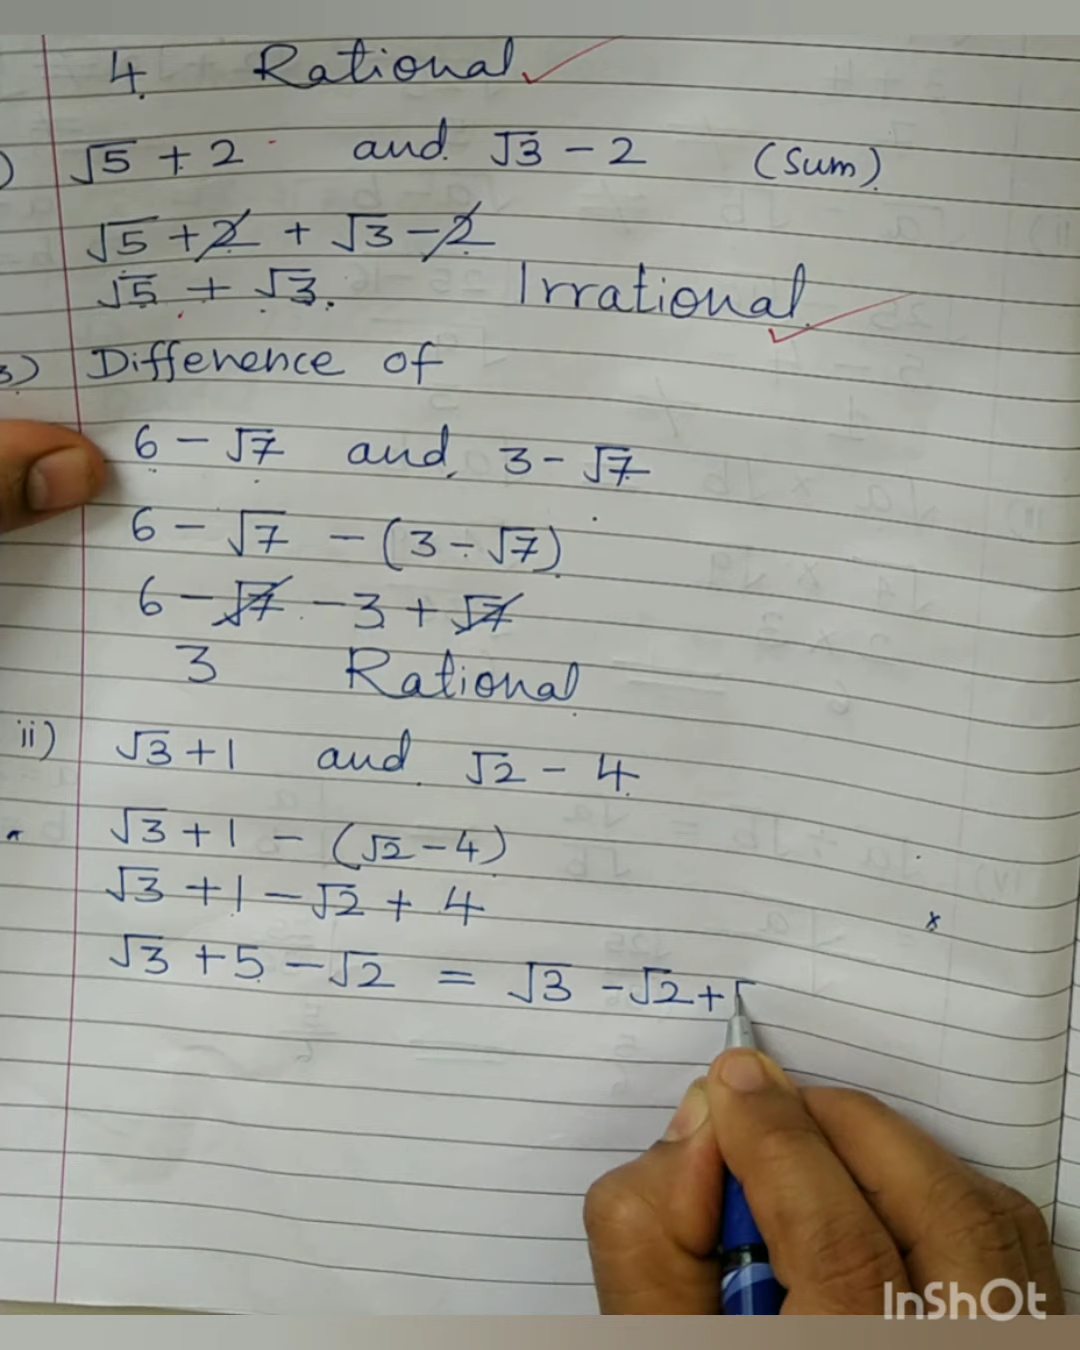 4. Rational
) √5 + 2 and √3 - 2 (Sum)
√5 + 2 + √3 - 2
√5 + √3. Irrational
3) Difference of
6 - √7 and 3 - √7
6 - √7 - (3 - √7)
6 - √7 - 3 + √7
3 Rational
ii) √3 + 1 and √2 - 4
√3 + 1 - (√2 - 4)
√3 + 1 - √2 + 4
√3 + 5 - √2 = √3 - √2 +
InShOt